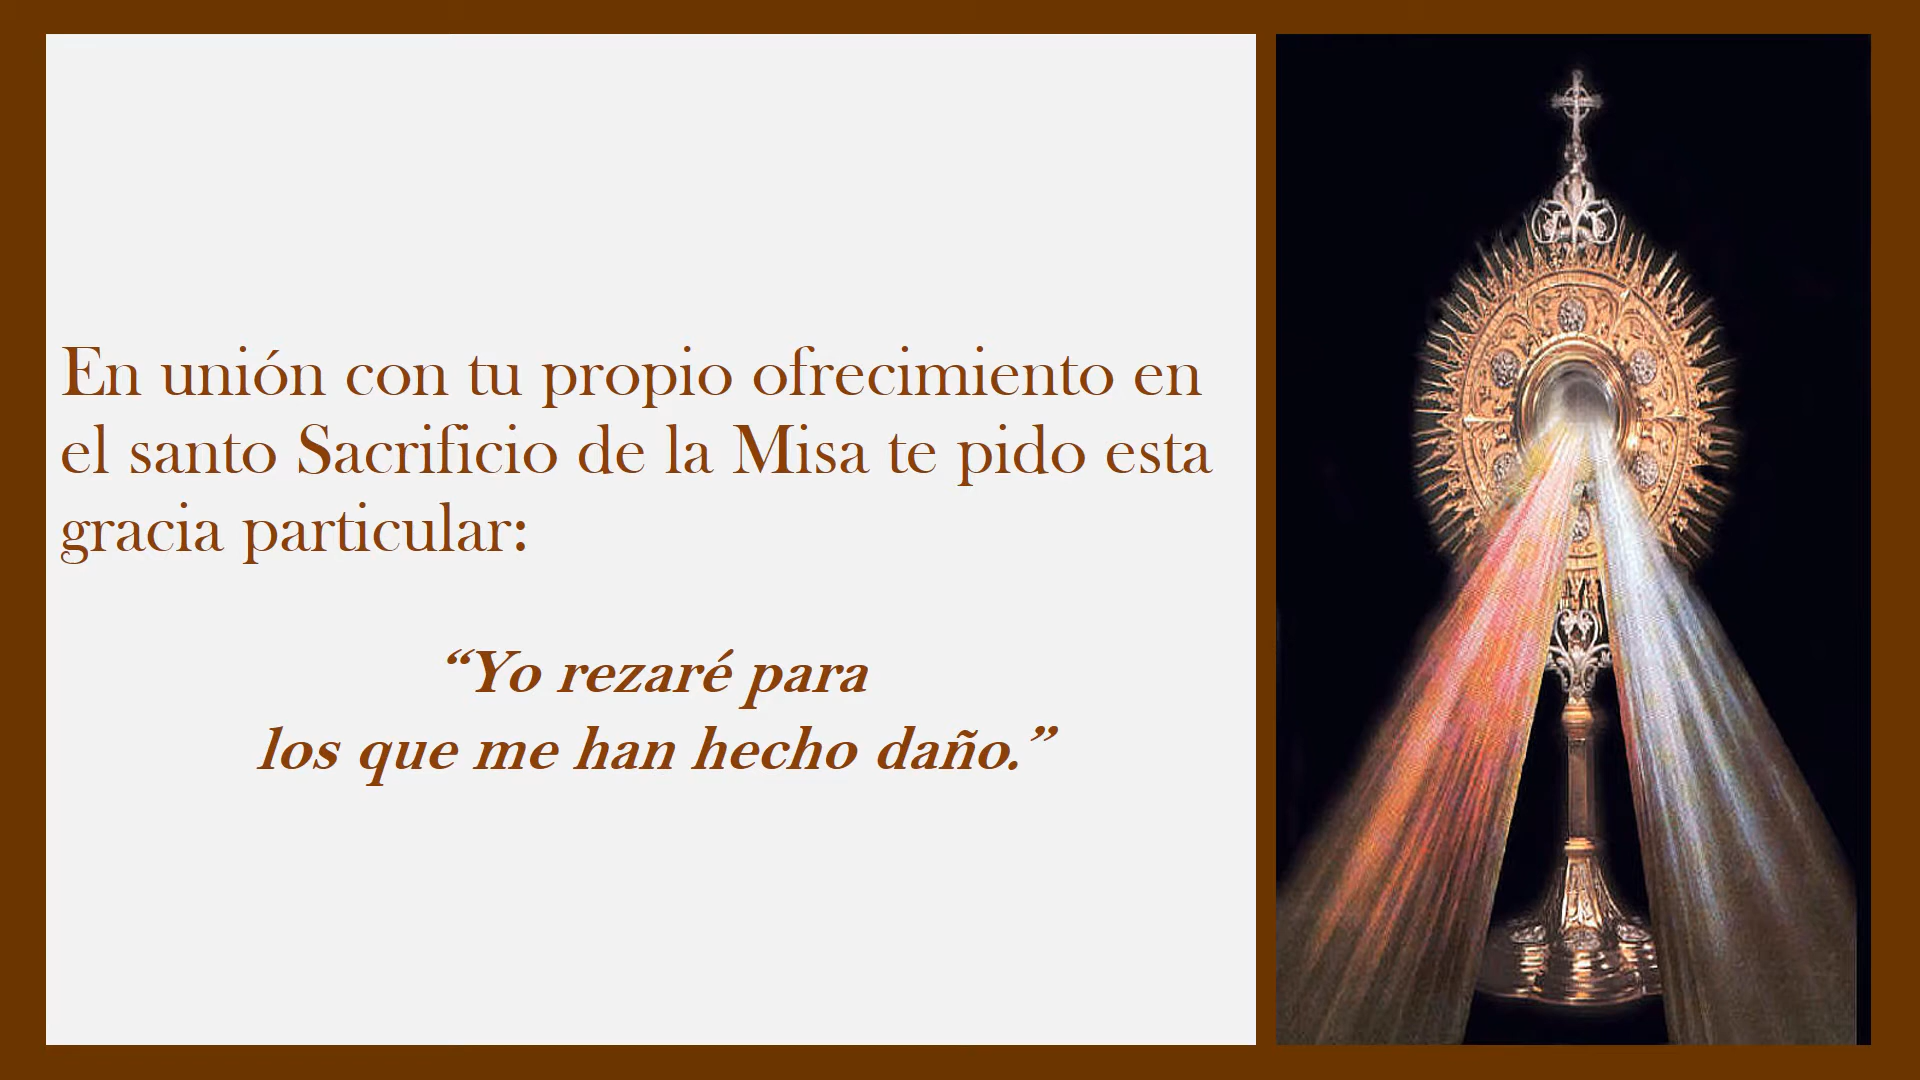 En unión con tu propio ofrecimiento en
el santo Sacrificio de la Misa te pido esta
gracia particular:
“Yo rezaré para
los que me han hecho daño.”